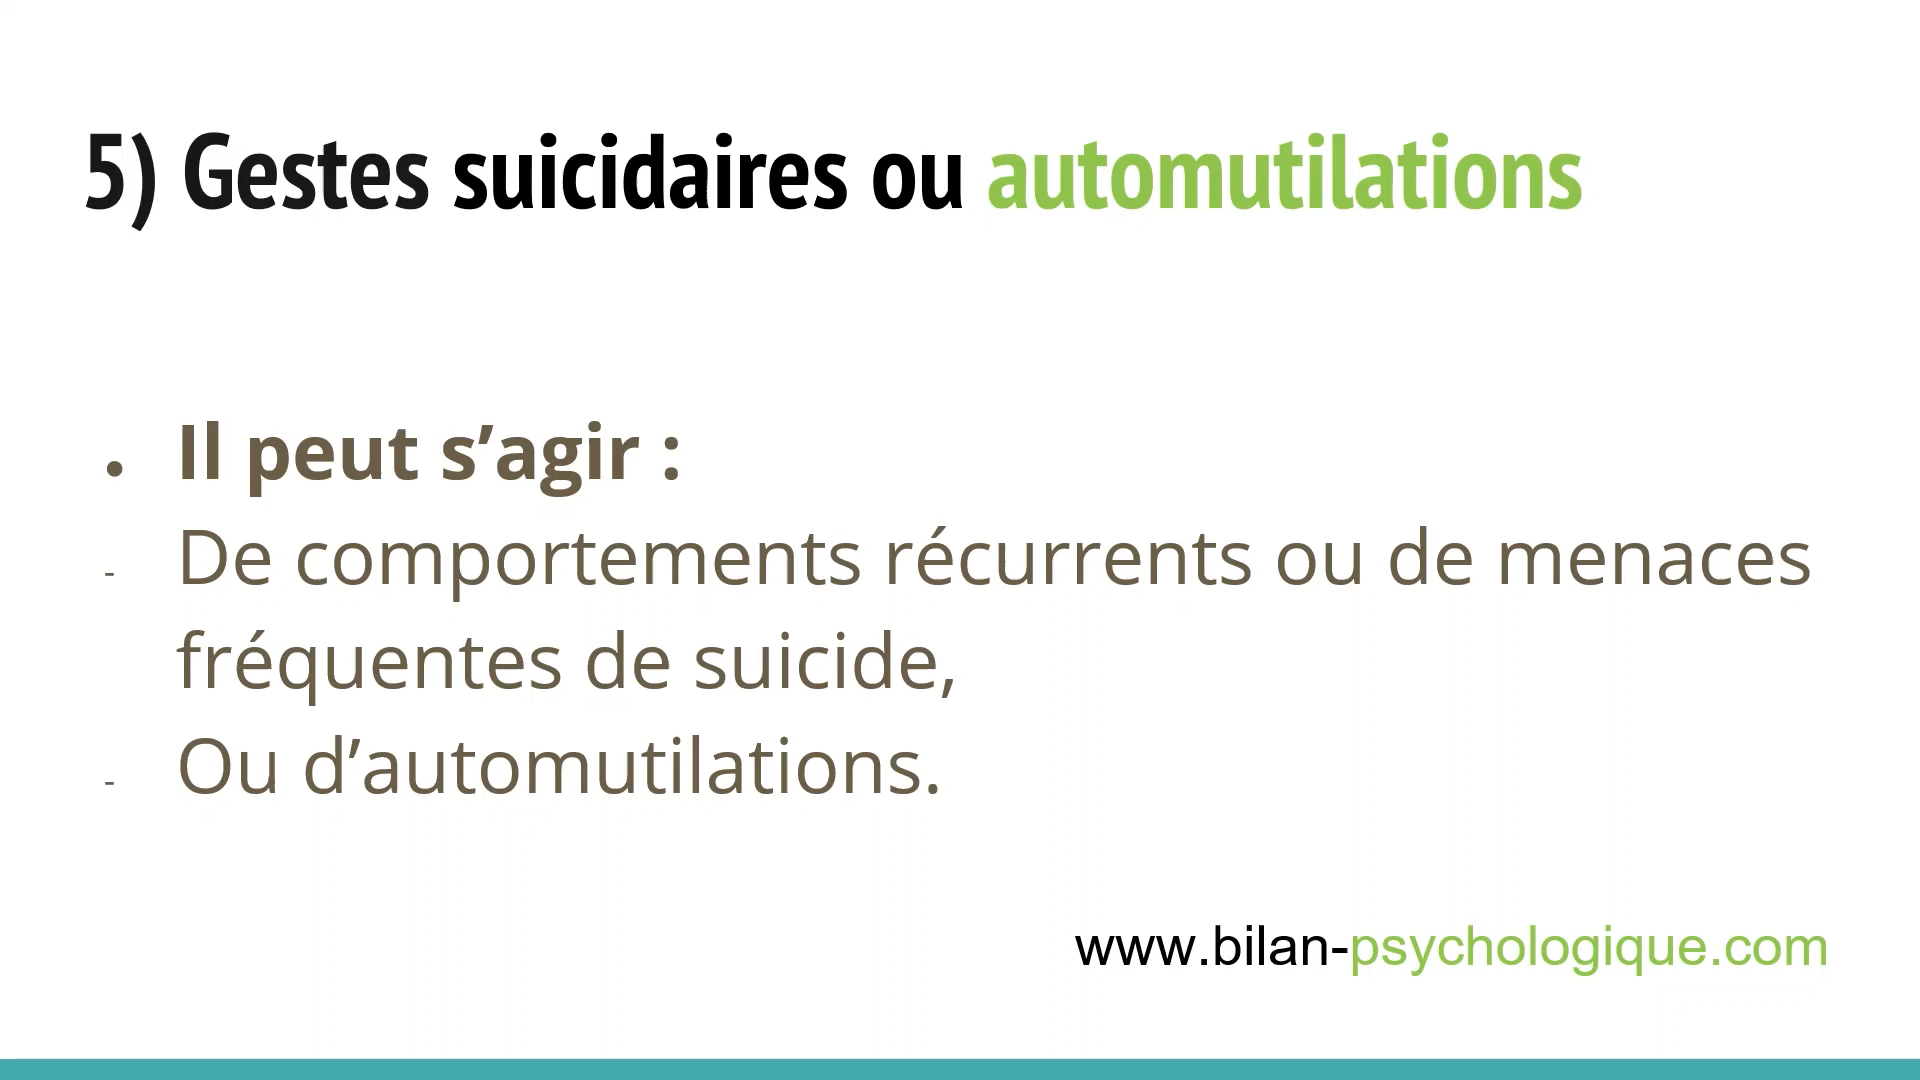 5) Gestes suicidaires ou automutilations
• Il peut s’agir :
- De comportements récurrents ou de menaces
fréquentes de suicide,
- Ou d’automutilations.
www.bilan-psychologique.com